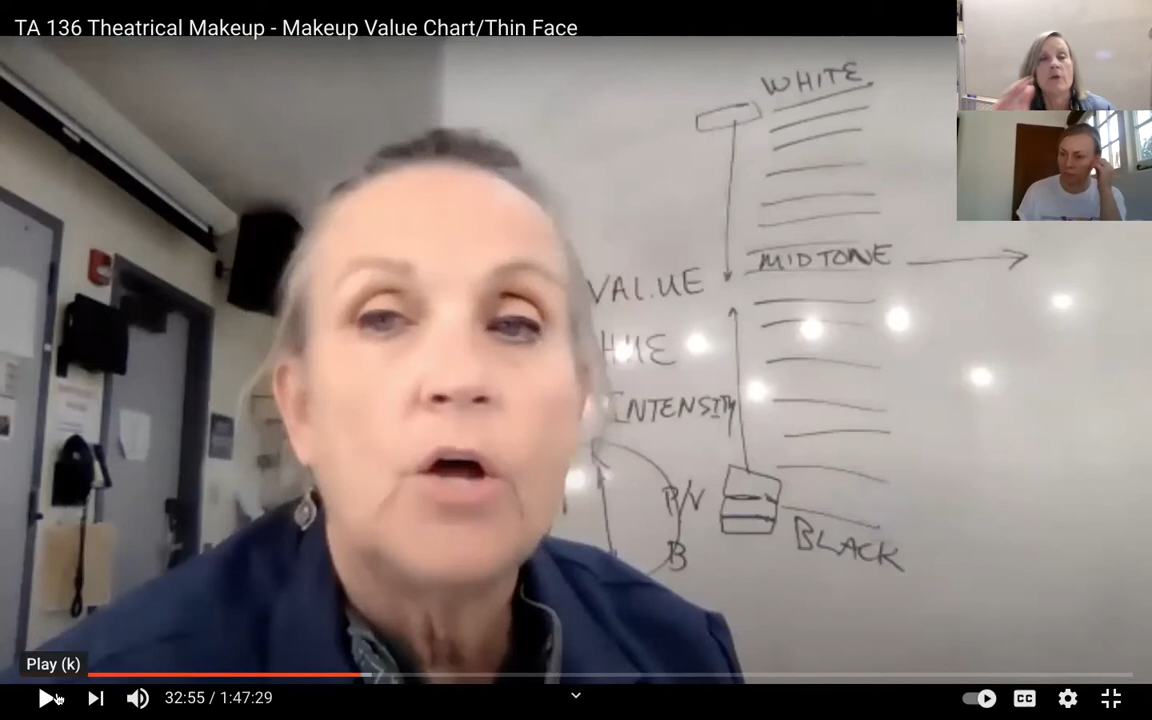 TA 136 Theatrical Makeup - Makeup Value Chart/Thin Face
WHITE
MIDTONE
VALUE
HUE
INTENSITY
B
BLACK
Play (k)
32:55 / 1:47:29
CC